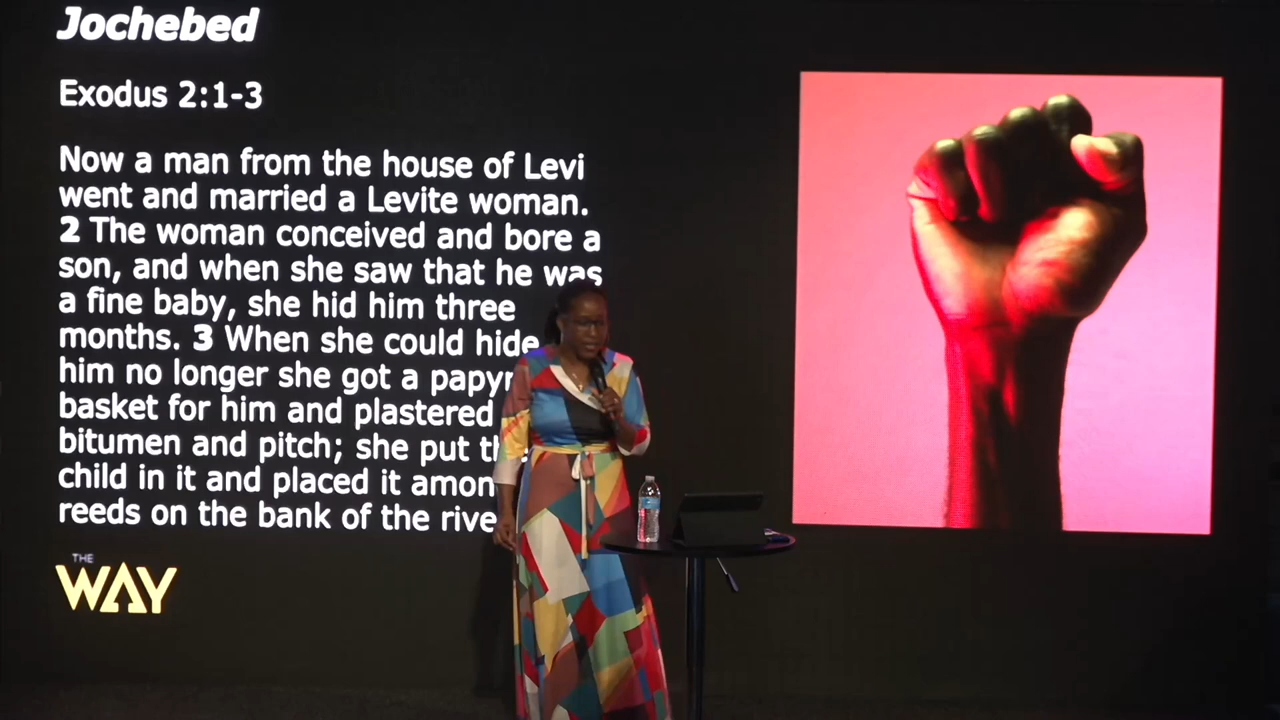 Jochebed
Exodus 2:1-3
Now a man from the house of Levi
went and married a Levite woman.
2 The woman conceived and bore a
son, and when she saw that he was
a fine baby, she hid him three
months. 3 When she could hide
him no longer she got a
basket for him and plastered
bitumen and pitch; she put the
child in it and placed it
reeds on the bank of the
THE
WAY